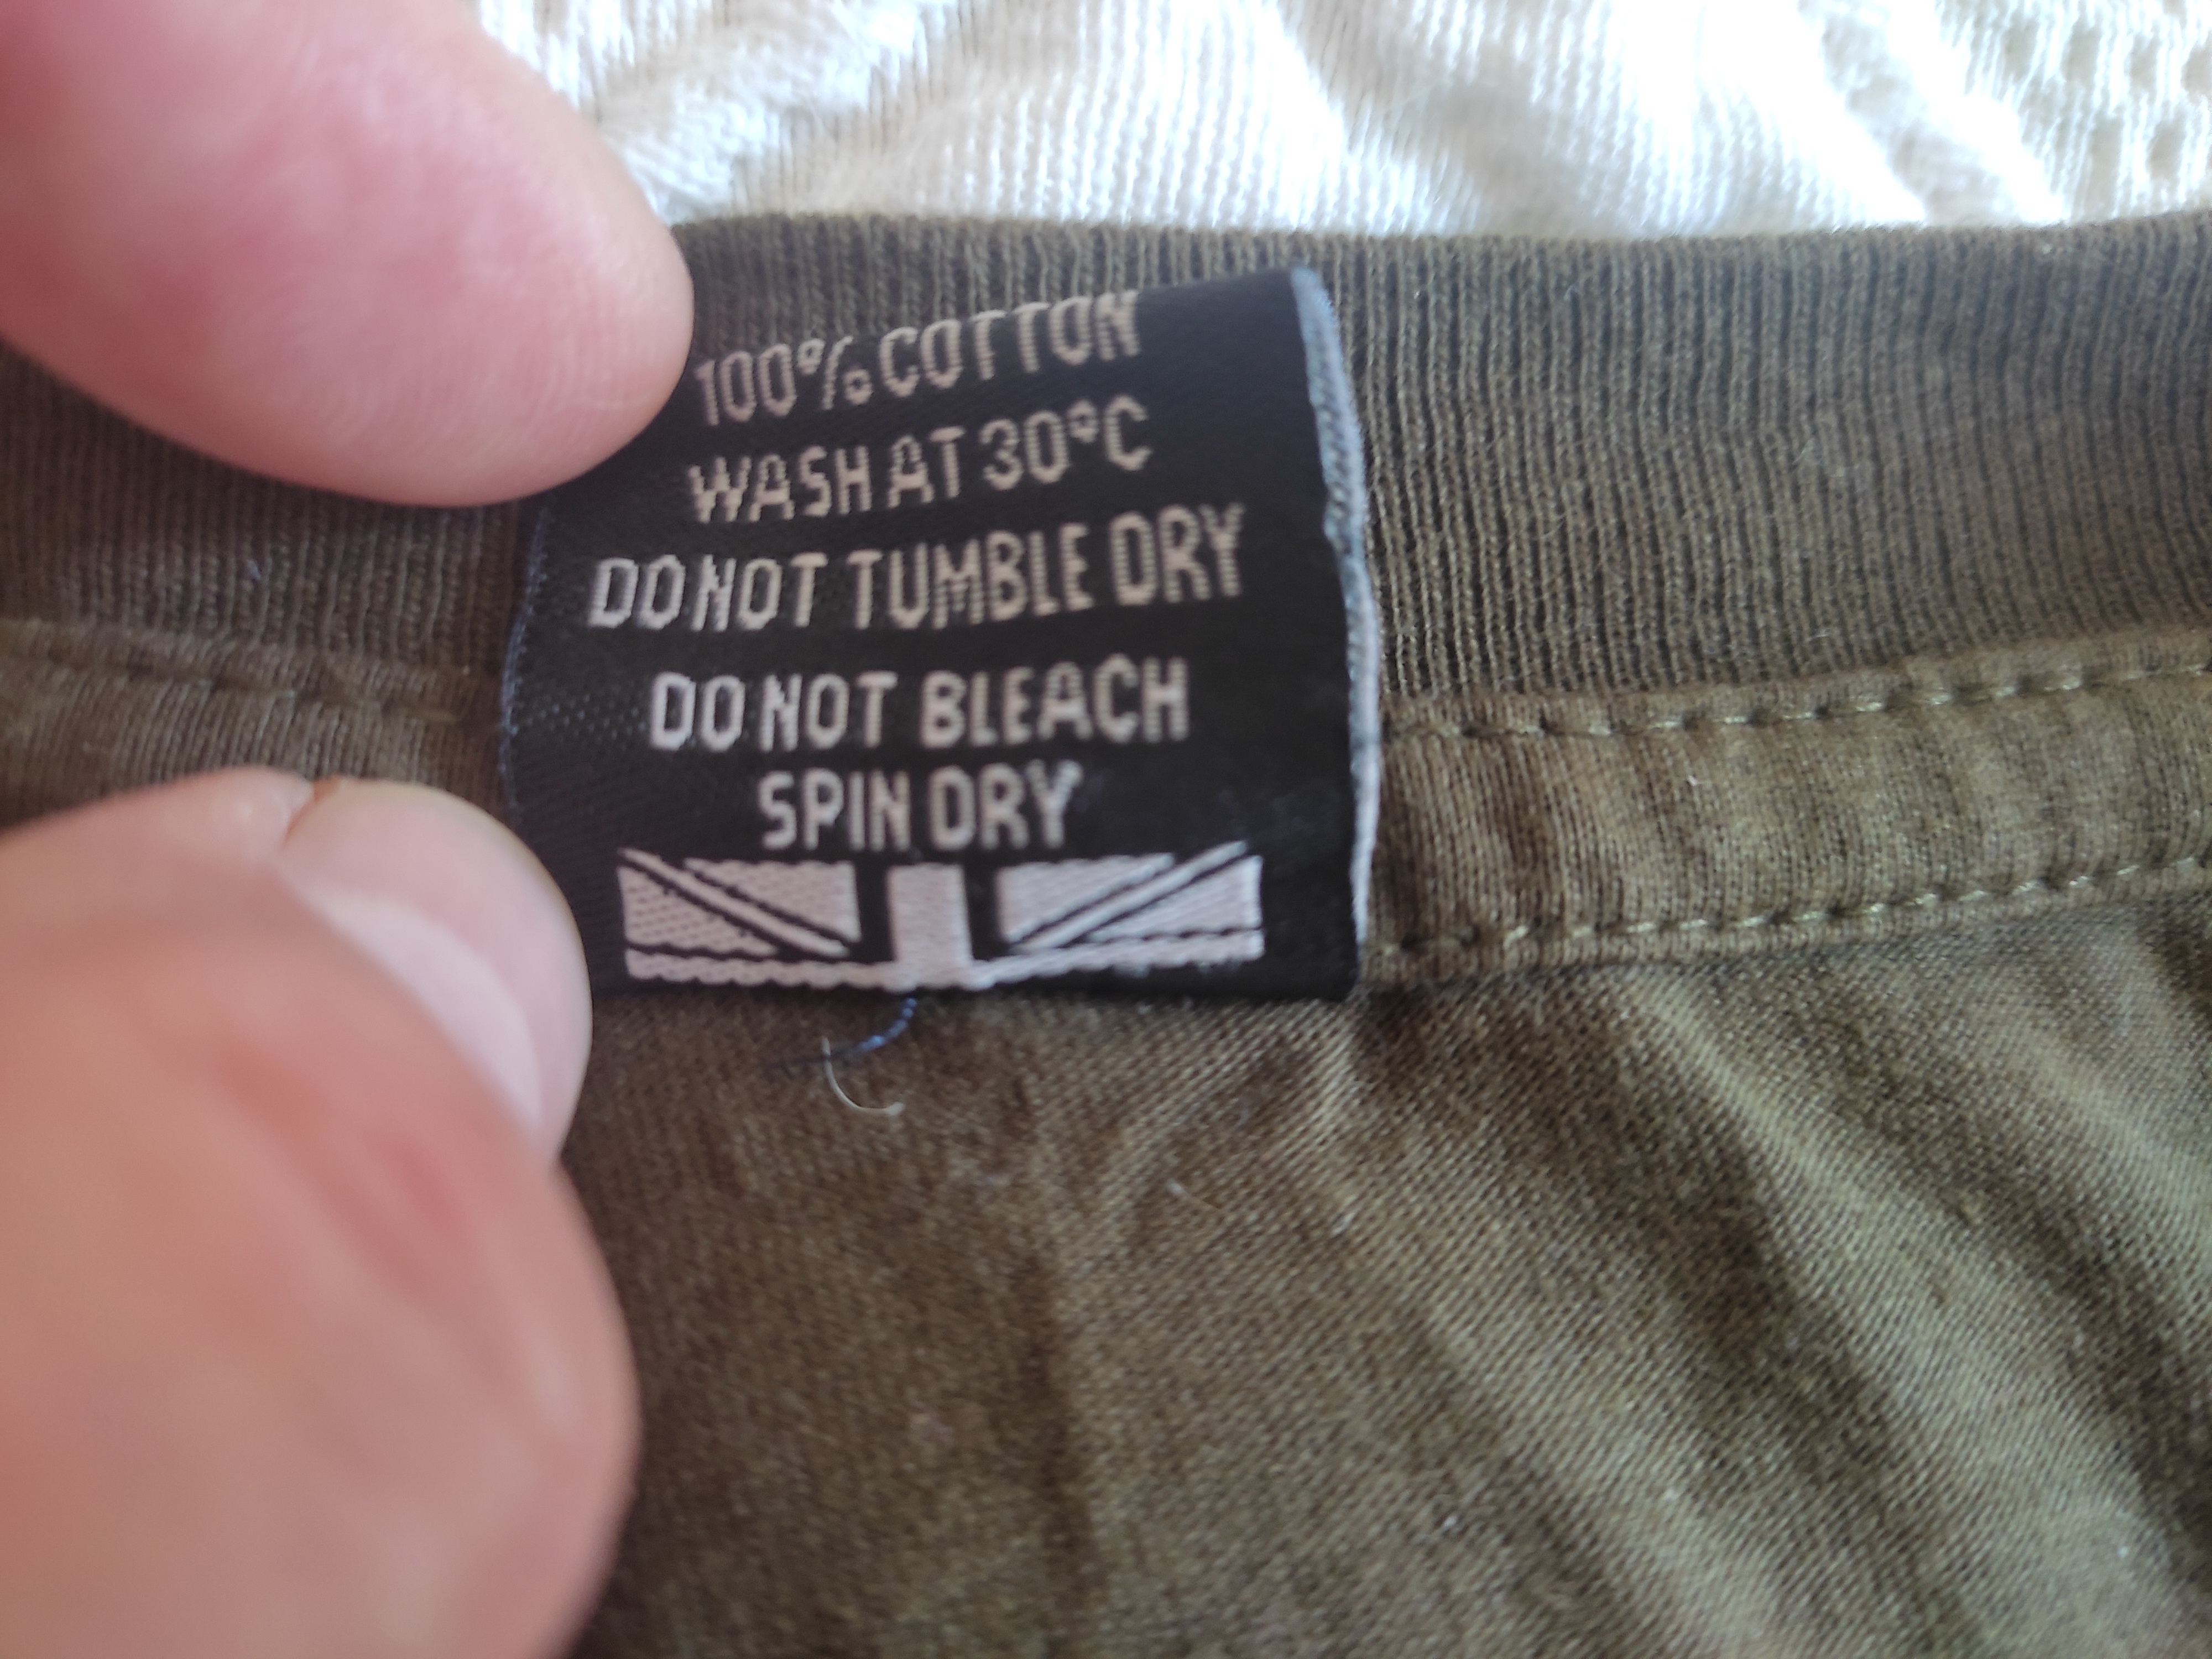 100% COTTON
WASH AT 30°C
DO NOT TUMBLE DRY
DO NOT BLEACH
SPIN DRY